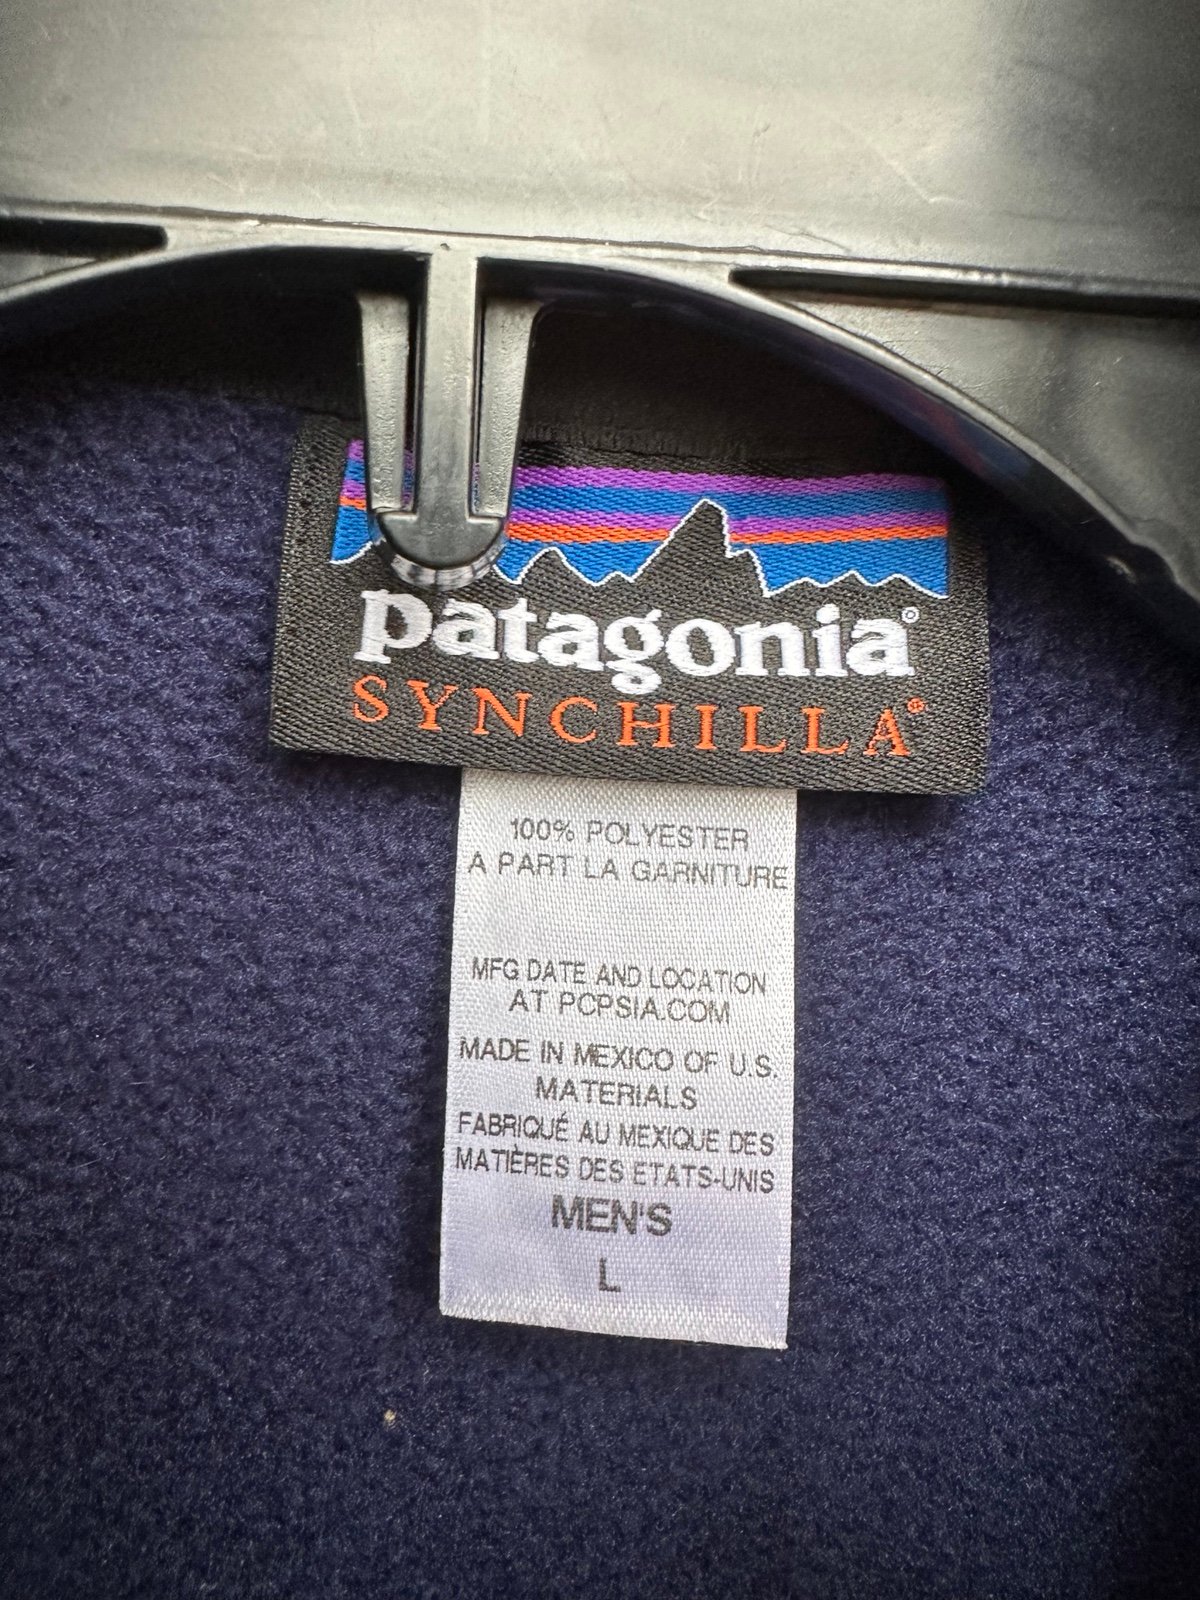 patagonia®
SYNCHILLA®
100% POLYESTER
A PART LA GARNITURE
MFG DATE AND LOCATION
AT PCPSIA.COM
MADE IN MEXICO OF U.S.
MATERIALS
FABRIQUÉ AU MEXIQUE DES
MATIÈRES DES ETATS-UNIS
MEN'S
L